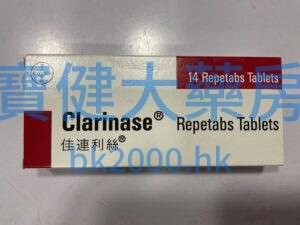 14 Repetabs Tablets
寶健大藥房
Clarinase® Repetabs Tablets
佳連利絲®
bk2000.hk